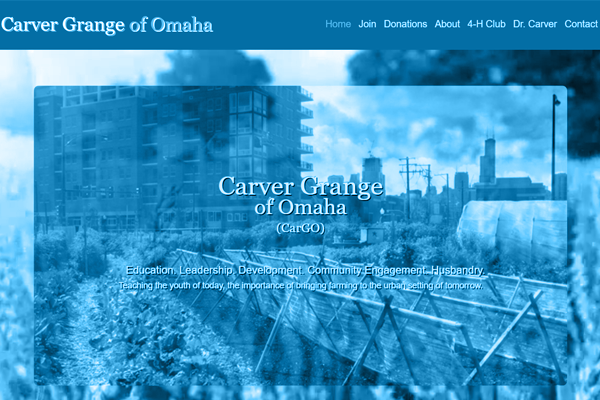 Carver Grange of Omaha
Home Join Donations About 4-H Club Dr. Carver Contact
Carver Grange
of Omaha
(CarGO)
Education. Leadership. Development. Community Engagement. Husbandry.
Teaching the youth of today, the importance of bringing farming to the urban setting of tomorrow.